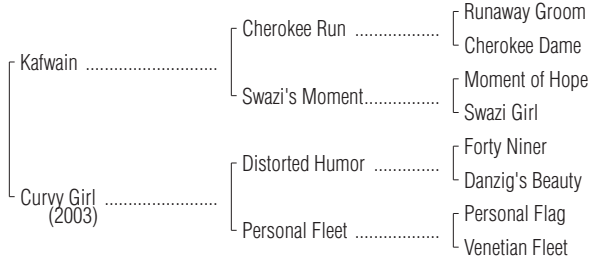 Runaway Groom
Cherokee Run ..................
Cherokee Dame
Kafwain ............................
Moment of Hope
Swazi's Moment................
Swazi Girl
Forty Niner
Distorted Humor ..............
Danzig's Beauty
Curvy Girl ........................
(2003)
Personal Flag
Personal Fleet ..................
Venetian Fleet